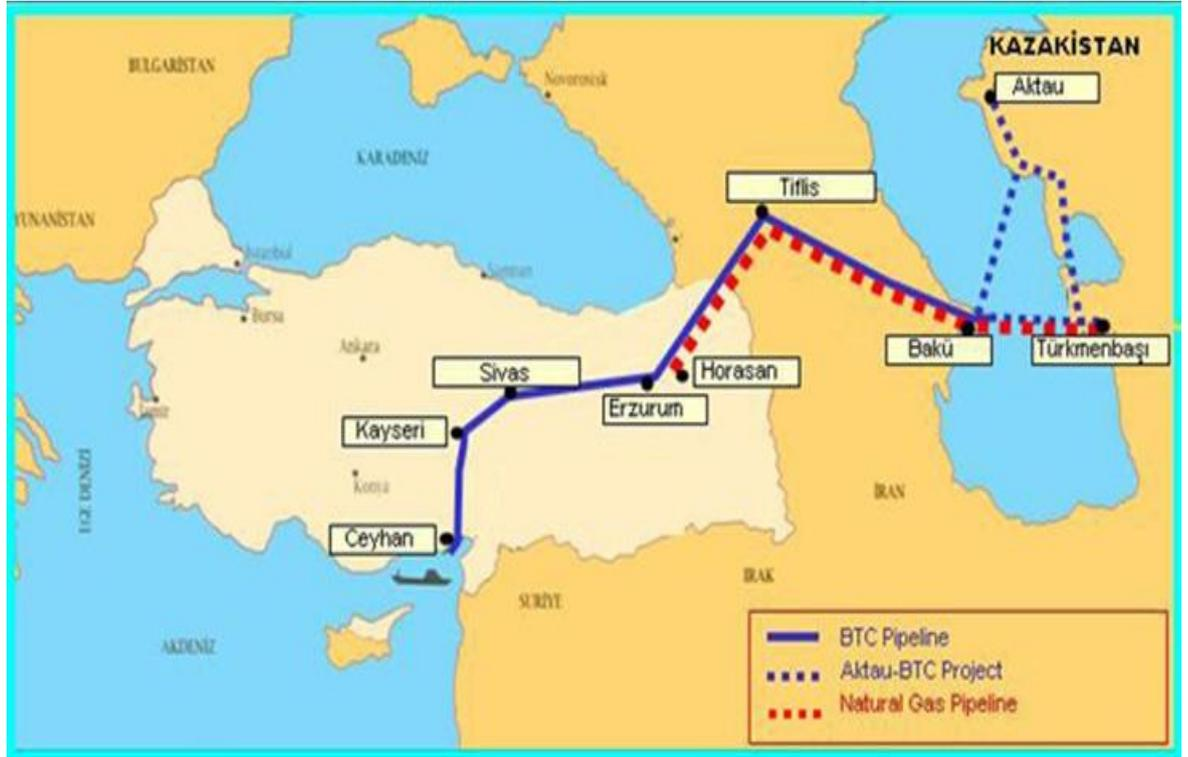 KAZAKİSTAN
Aktau
BULGARİSTAN
Novorosisk
KARADENİZ
Tiflis
YUNANİSTAN
İstanbul
Samsun
Bursa
Ankara
Bakü
Türkmenbaşı
Sivas
Horasan
Erzurum
İzmir
Kayseri
Konya
EGE DENİZİ
İRAN
Ceyhan
IRAK
SURİYE
AKDENİZ
BTC Pipeline
Aktau-BTC Project
Natural Gas Pipeline